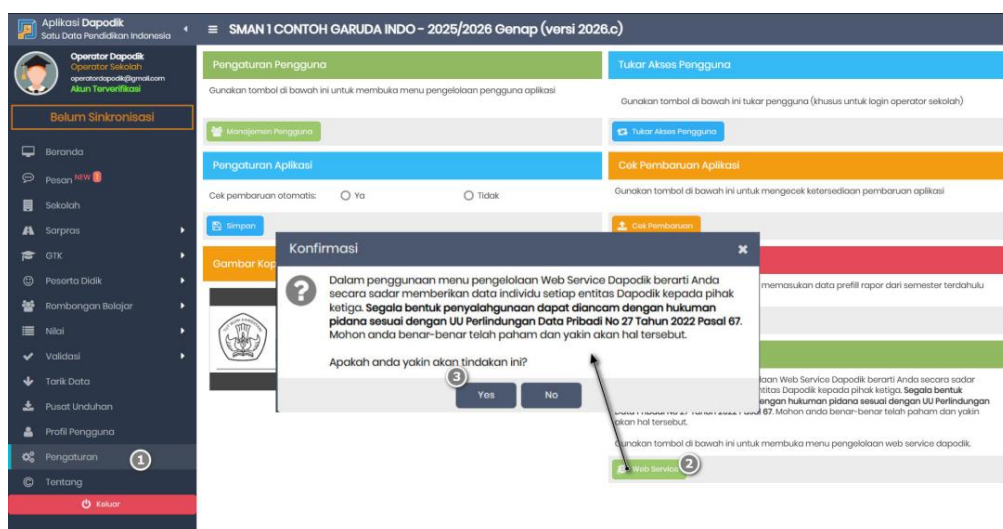 Aplikasi Dapodik
Satu Data Pendidikan Indonesia
SMAN 1 CONTOH GARUDA INDO - 2025/2026 Genap (versi 2026.c)
Operator Dapodik
Operator Sekolah
operatordapodik@gmail.com
Akun Terverifikasi
Belum Sinkronisasi
Beranda
Pesan NEW
Sekolah
Sarpras
GTK
Peserta Didik
Rombongan Belajar
Nilai
Validasi
Tarik Data
Pusat Unduhan
Profil Pengguna
Pengaturan 1
Tentang
Keluar
Pengaturan Pengguna
Gunakan tombol di bawah ini untuk membuka menu pengelolaan pengguna aplikasi
Manajemen Pengguna
Tukar Akses Pengguna
Gunakan tombol di bawah ini tukar pengguna (khusus untuk login operator sekolah)
Tukar Akses Pengguna
Pengaturan Aplikasi
Cek pembaruan otomatis: Ya Tidak
Simpan
Cek Pembaruan Aplikasi
Gunakan tombol di bawah ini untuk mengecek ketersediaan pembaruan aplikasi
Cek Pembaruan
Gambar Kop
memasukan data prefill rapor dari semester terdahulu
Konfirmasi
Dalam penggunaan menu pengelolaan Web Service Dapodik berarti Anda
secara sadar memberikan data individu setiap entitas Dapodik kepada pihak
ketiga. Segala bentuk penyalahgunaan dapat diancam dengan hukuman
pidana sesuai dengan UU Perlindungan Data Pribadi No 27 Tahun 2022 Pasal 67.
Mohon anda benar-benar telah paham dan yakin akan hal tersebut.
Apakah anda yakin akan tindakan ini?
3
Yes
No
Web Service Dapodik berarti Anda secara sadar
Dapodik kepada pihak ketiga. Segala bentuk
dengan hukuman pidana sesuai dengan UU Perlindungan
67. Mohon anda benar-benar telah paham dan yakin
akan hal tersebut.
Gunakan tombol di bawah ini untuk membuka menu pengelolaan web service dapodik.
Web Service 2